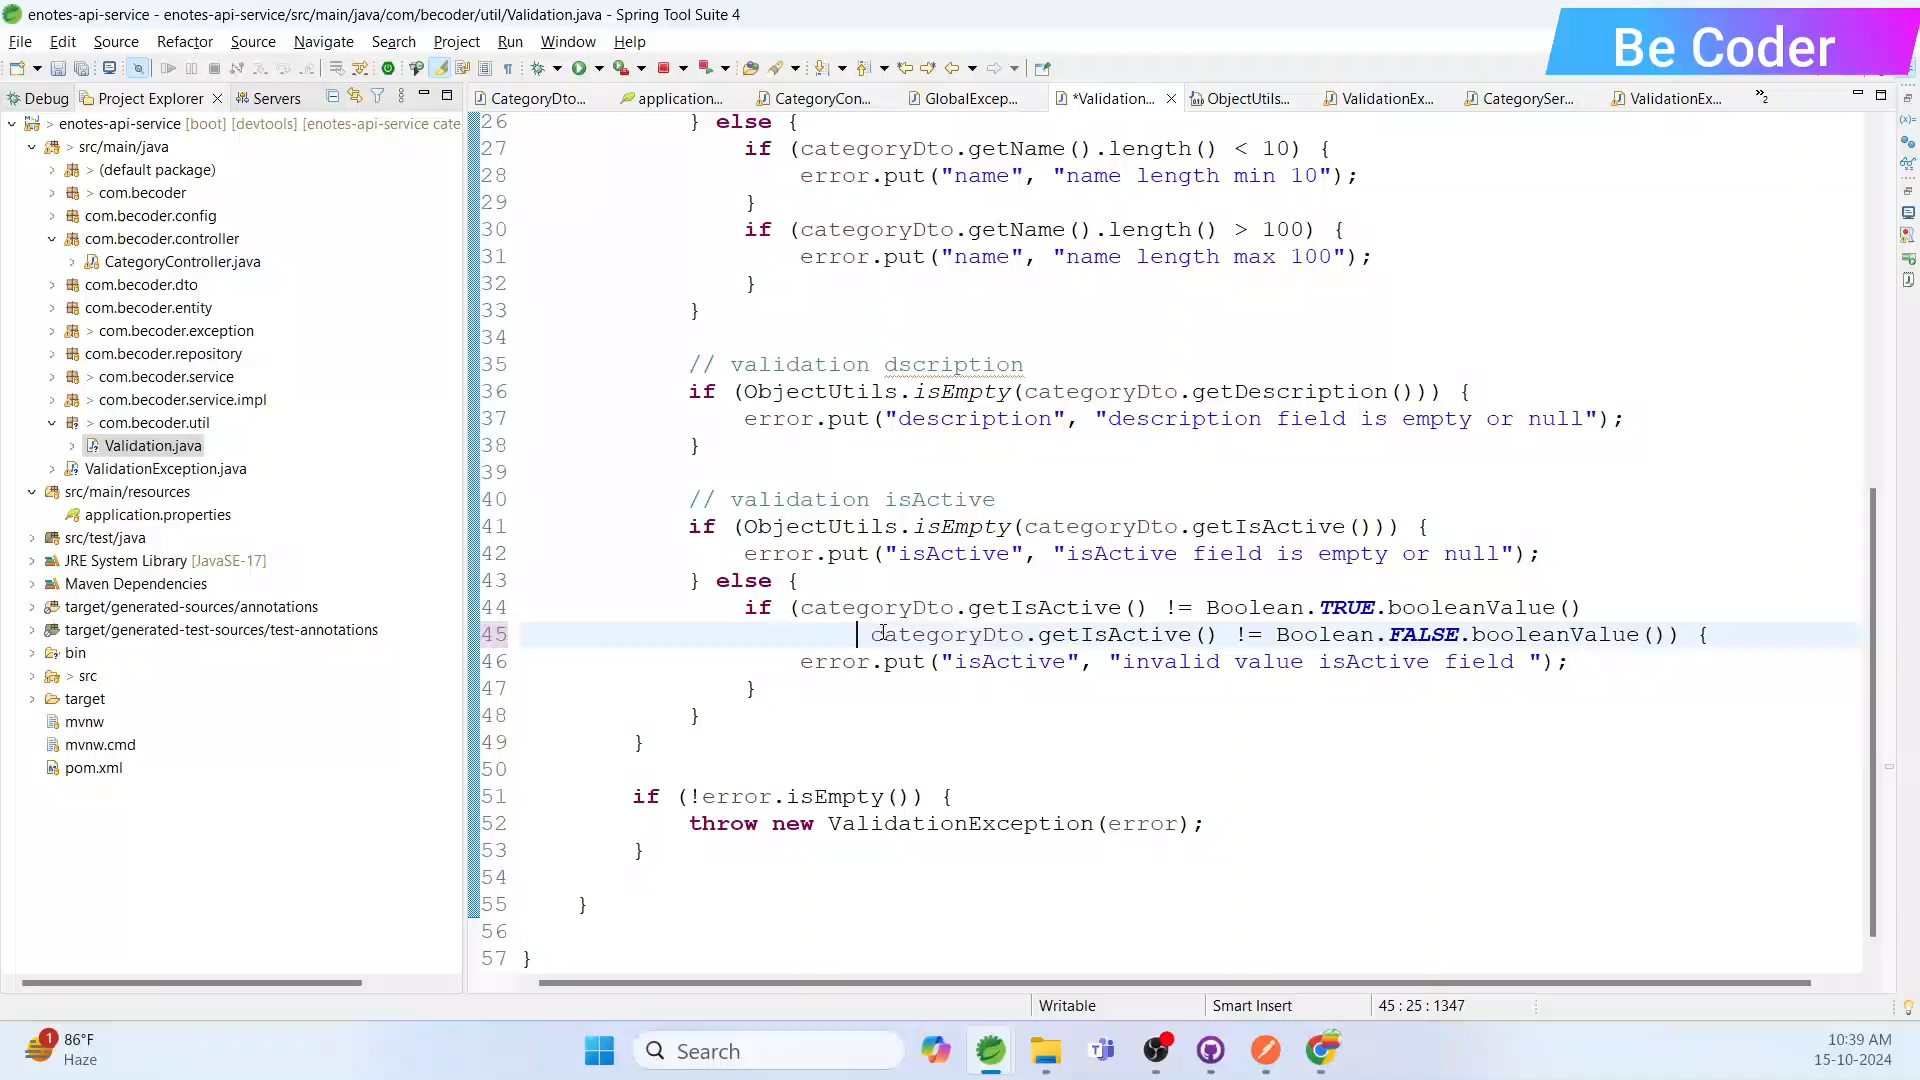 enotes-api-service - enotes-api-service/src/main/java/com/becoder/util/Validation.java - Spring Tool Suite 4
Be Coder
File Edit Source Refactor Source Navigate Search Project Run Window Help
Debug Project Explorer Servers
CategoryDto... application... CategoryCon... GlobalExcep... *Validation... ObjectUtils... ValidationEx... CategorySer... ValidationEx... 2
> enotes-api-service [boot] [devtools] [enotes-api-service cate
> src/main/java
> (default package)
> com.becoder
com.becoder.config
com.becoder.controller
CategoryController.java
com.becoder.dto
com.becoder.entity
> com.becoder.exception
com.becoder.repository
com.becoder.service
> com.becoder.service.impl
> com.becoder.util
Validation.java
ValidationException.java
src/main/resources
application.properties
src/test/java
JRE System Library [JavaSE-17]
Maven Dependencies
target/generated-sources/annotations
target/generated-test-sources/test-annotations
bin
> src
target
mvnw
mvnw.cmd
pom.xml
26 } else {
27 if (categoryDto.getName().length() < 10) {
28 error.put("name", "name length min 10");
29 }
30 if (categoryDto.getName().length() > 100) {
31 error.put("name", "name length max 100");
32 }
33 }
34
35 // validation dscription
36 if (ObjectUtils.isEmpty(categoryDto.getDescription())) {
37 error.put("description", "description field is empty or null");
38 }
39
40 // validation isActive
41 if (ObjectUtils.isEmpty(categoryDto.getIsActive())) {
42 error.put("isActive", "isActive field is empty or null");
43 } else {
44 if (categoryDto.getIsActive() != Boolean.TRUE.booleanValue()
45 categoryDto.getIsActive() != Boolean.FALSE.booleanValue()) {
46 error.put("isActive", "invalid value isActive field ");
47 }
48 }
49 }
50
51 if (!error.isEmpty()) {
52 throw new ValidationException(error);
53 }
54
55 }
56
57 }
Writable Smart Insert 45 : 25 : 1347
1
86°F
Haze
Search
10:39 AM
15-10-2024